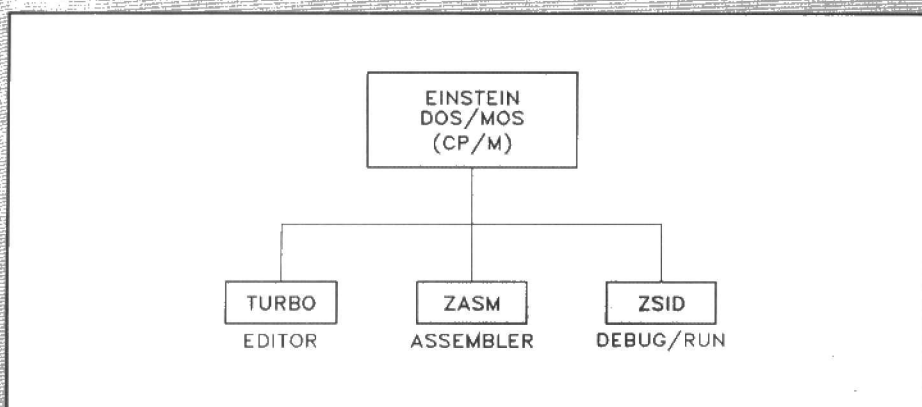 EINSTEIN
DOS/MOS
(CP/M)
TURBO
ZASM
ZSID
EDITOR
ASSEMBLER
DEBUG/RUN